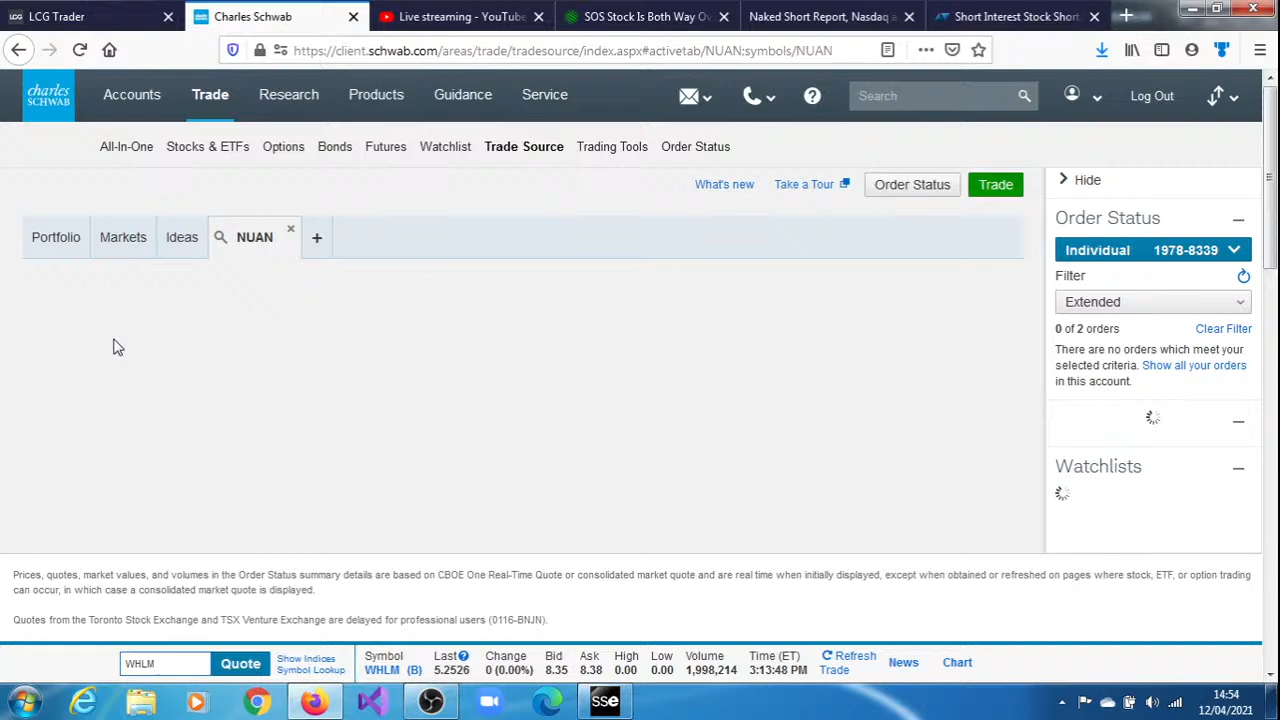 LCG Trader
Charles Schwab
Live streaming - YouTube
SOS Stock Is Both Way Ov
Naked Short Report, Nasdaq a
Short Interest Stock Short
https://client.schwab.com/areas/trade/tradesource/index.aspx#activetab/NUAN:symbols/NUAN
charles
SCHWAB
Accounts
Trade
Research
Products
Guidance
Service
Search
Log Out
All-In-One
Stocks & ETFs
Options
Bonds
Futures
Watchlist
Trade Source
Trading Tools
Order Status
What's new
Take a Tour
Order Status
Trade
Hide
Portfolio
Markets
Ideas
NUAN
+
Order Status
Individual 1978-8339
Filter
Extended
0 of 2 orders Clear Filter
There are no orders which meet your
selected criteria. Show all your orders
in this account.
Watchlists
Prices, quotes, market values, and volumes in the Order Status summary details are based on CBOE One Real-Time Quote or consolidated market quote and are real time when initially displayed, except when obtained or refreshed on pages where stock, ETF, or option trading
can occur, in which case a consolidated market quote is displayed.
Quotes from the Toronto Stock Exchange and TSX Venture Exchange are delayed for professional users (0116-BNJN).
WHLM
Quote
Show Indices
Symbol Lookup
Symbol Last Change Bid Ask High Low Volume Time (ET) Refresh
WHLM (B) 5.2526 0 (0.00%) 8.35 8.38 0.00 0.00 1,998,214 3:13:48 PM Trade
News
Chart
sse
14:54
12/04/2021